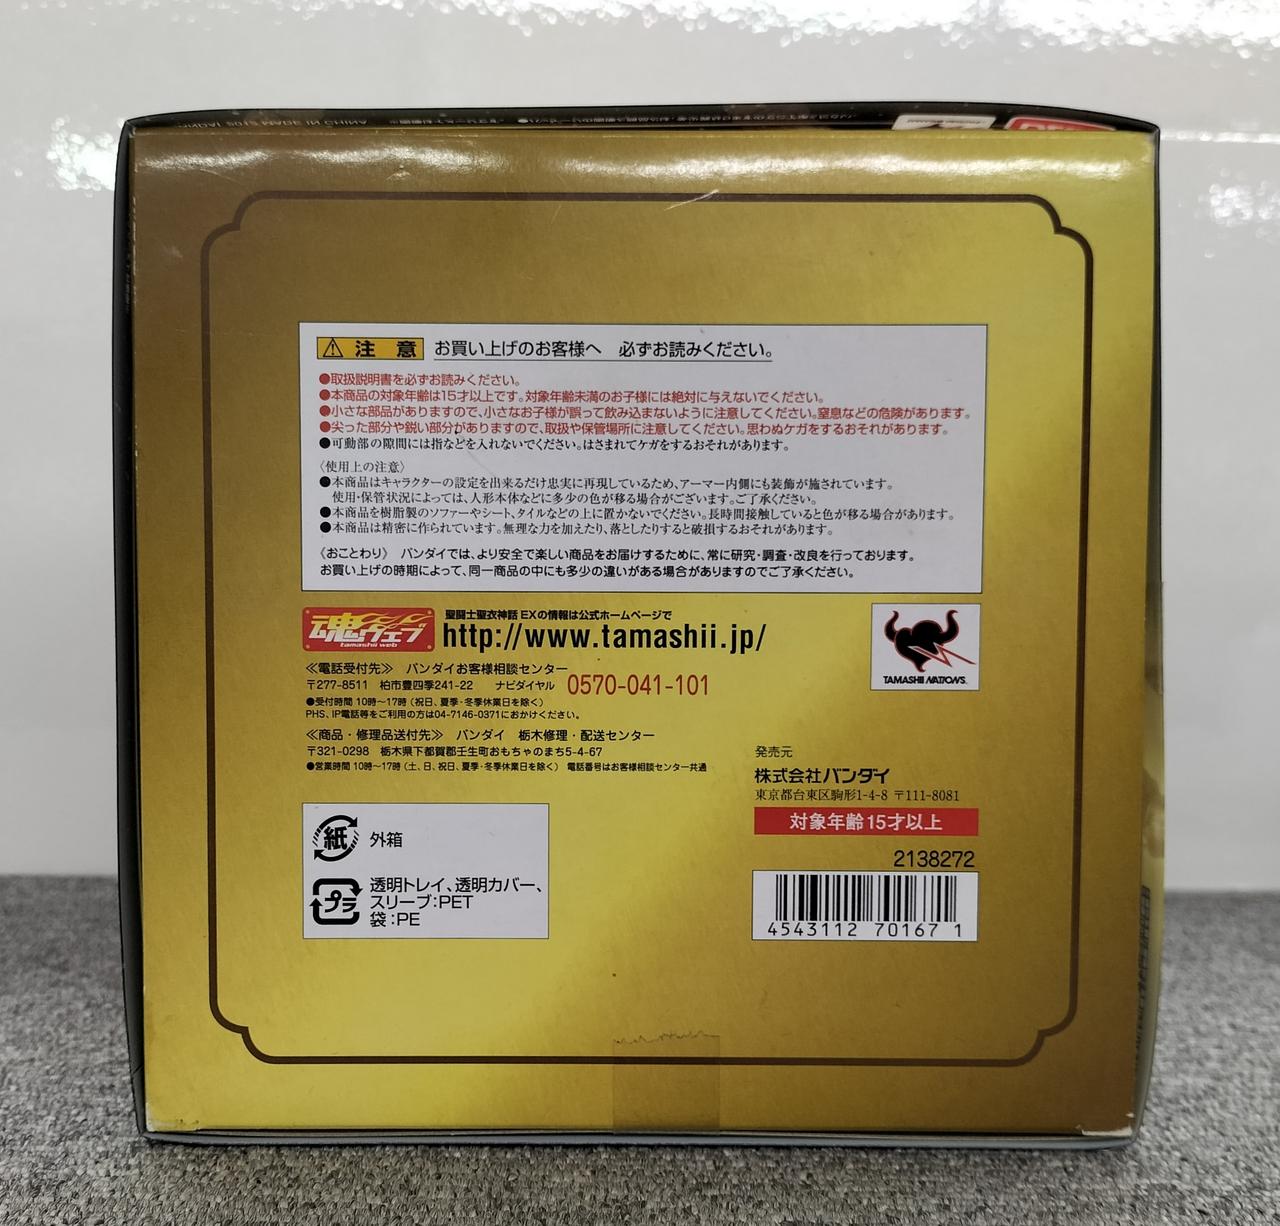 ⚠注意 お買い上げのお客様へ 必ずお読みください。
●取扱説明書を必ずお読みください。
●本商品の対象年齢は15才以上です。対象年齢未満のお子様には絶対に与えないでください。
●小さな部品がありますので、小さなお子様が誤って飲み込まないように注意してください。窒息などの危険があります。
●尖った部分や鋭い部分がありますので、取扱や保管場所に注意してください。思わぬケガをするおそれがあります。
●可動部の隙間には指などを入れないでください。はさまれてケガをするおそれがあります。
〈使用上の注意〉
●本商品はキャラクターの設定を出来るだけ忠実に再現しているため、アーマー内側にも装飾が施されています。
使用・保管状況によっては、人形本体などに多少の色が移る場合がございます。ご了承ください。
●本商品を樹脂製のソファーやシート、タイルなどの上に置かないでください。長時間接触していると色が移る場合があります。
●本商品は精密に作られています。無理な力を加えたり、落としたりすると破損するおそれがあります。
《おことわり》 バンダイでは、より安全で楽しい商品をお届けするために、常に研究・調査・改良を行っております。
お買い上げの時期によって、同一商品の中にも多少の違いがある場合がありますのでご了承ください。
魂ウェブ
tamashii web
聖闘士聖衣神話 EXの情報は公式ホームページで
http://www.tamashii.jp/
TAMASHII NATIONS
≪電話受付先≫ バンダイお客様相談センター
〒277-8511 柏市豊四季241-22 ナビダイヤル 0570-041-101
●受付時間 10時〜17時(祝日、夏季・冬季休業日を除く)
PHS、IP電話等をご利用の方は04-7146-0371におかけください。
≪商品・修理品送付先≫ バンダイ 栃木修理・配送センター
〒321-0298 栃木県下都賀郡壬生町おもちゃのまち5-4-67
●営業時間 10時〜17時(土、日、祝日、夏季・冬季休業日を除く) 電話番号はお客様相談センター共通
発売元
株式会社バンダイ
東京都台東区駒形1-4-8 〒111-8081
対象年齢15才以上
2138272
4543112 70167 1
紙 外箱
プラ 透明トレイ、透明カバー、
スリーブ:PET
袋:PE